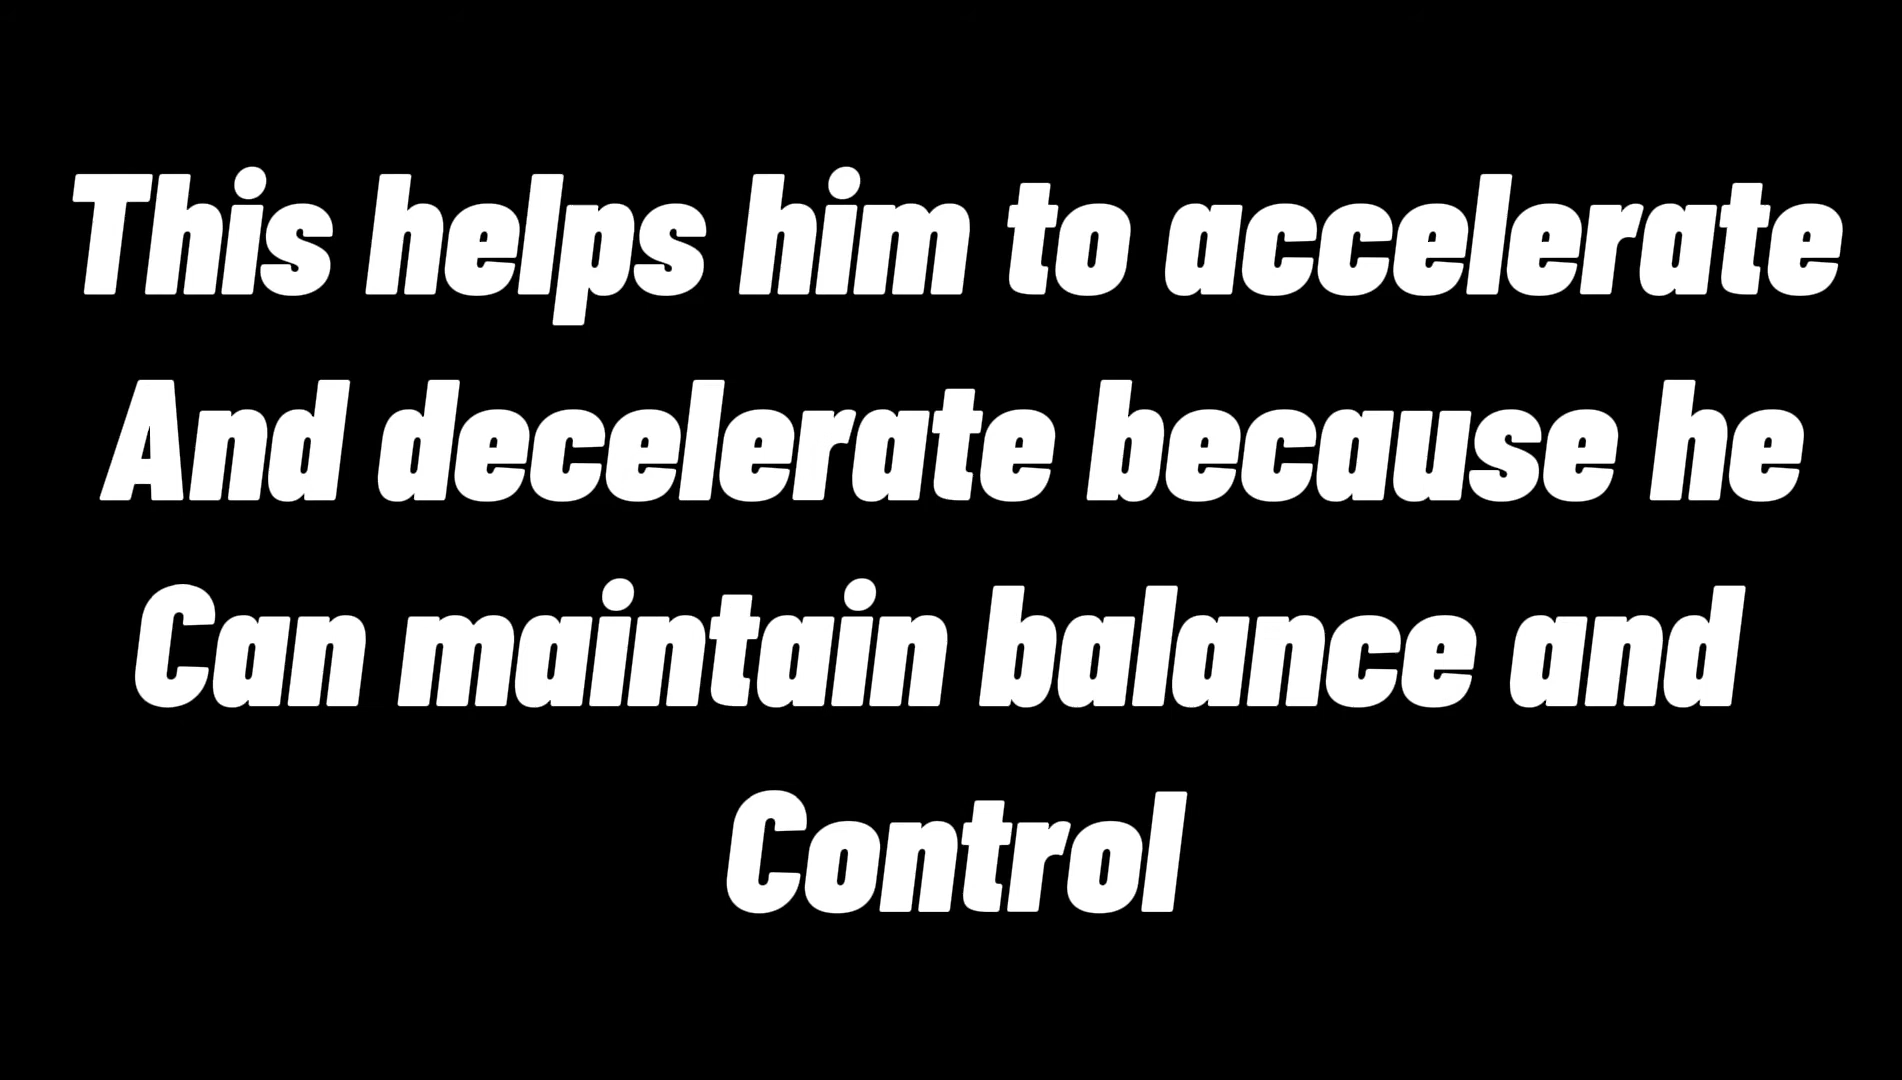 This helps him to accelerate
And decelerate because he
Can maintain balance and
Control